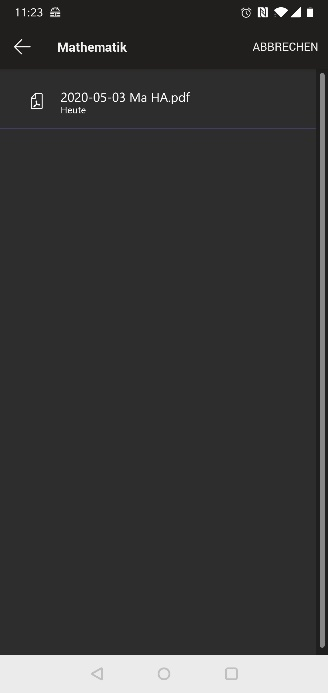 11:23
Mathematik
ABBRECHEN
2020-05-03 Ma HA.pdf
Heute